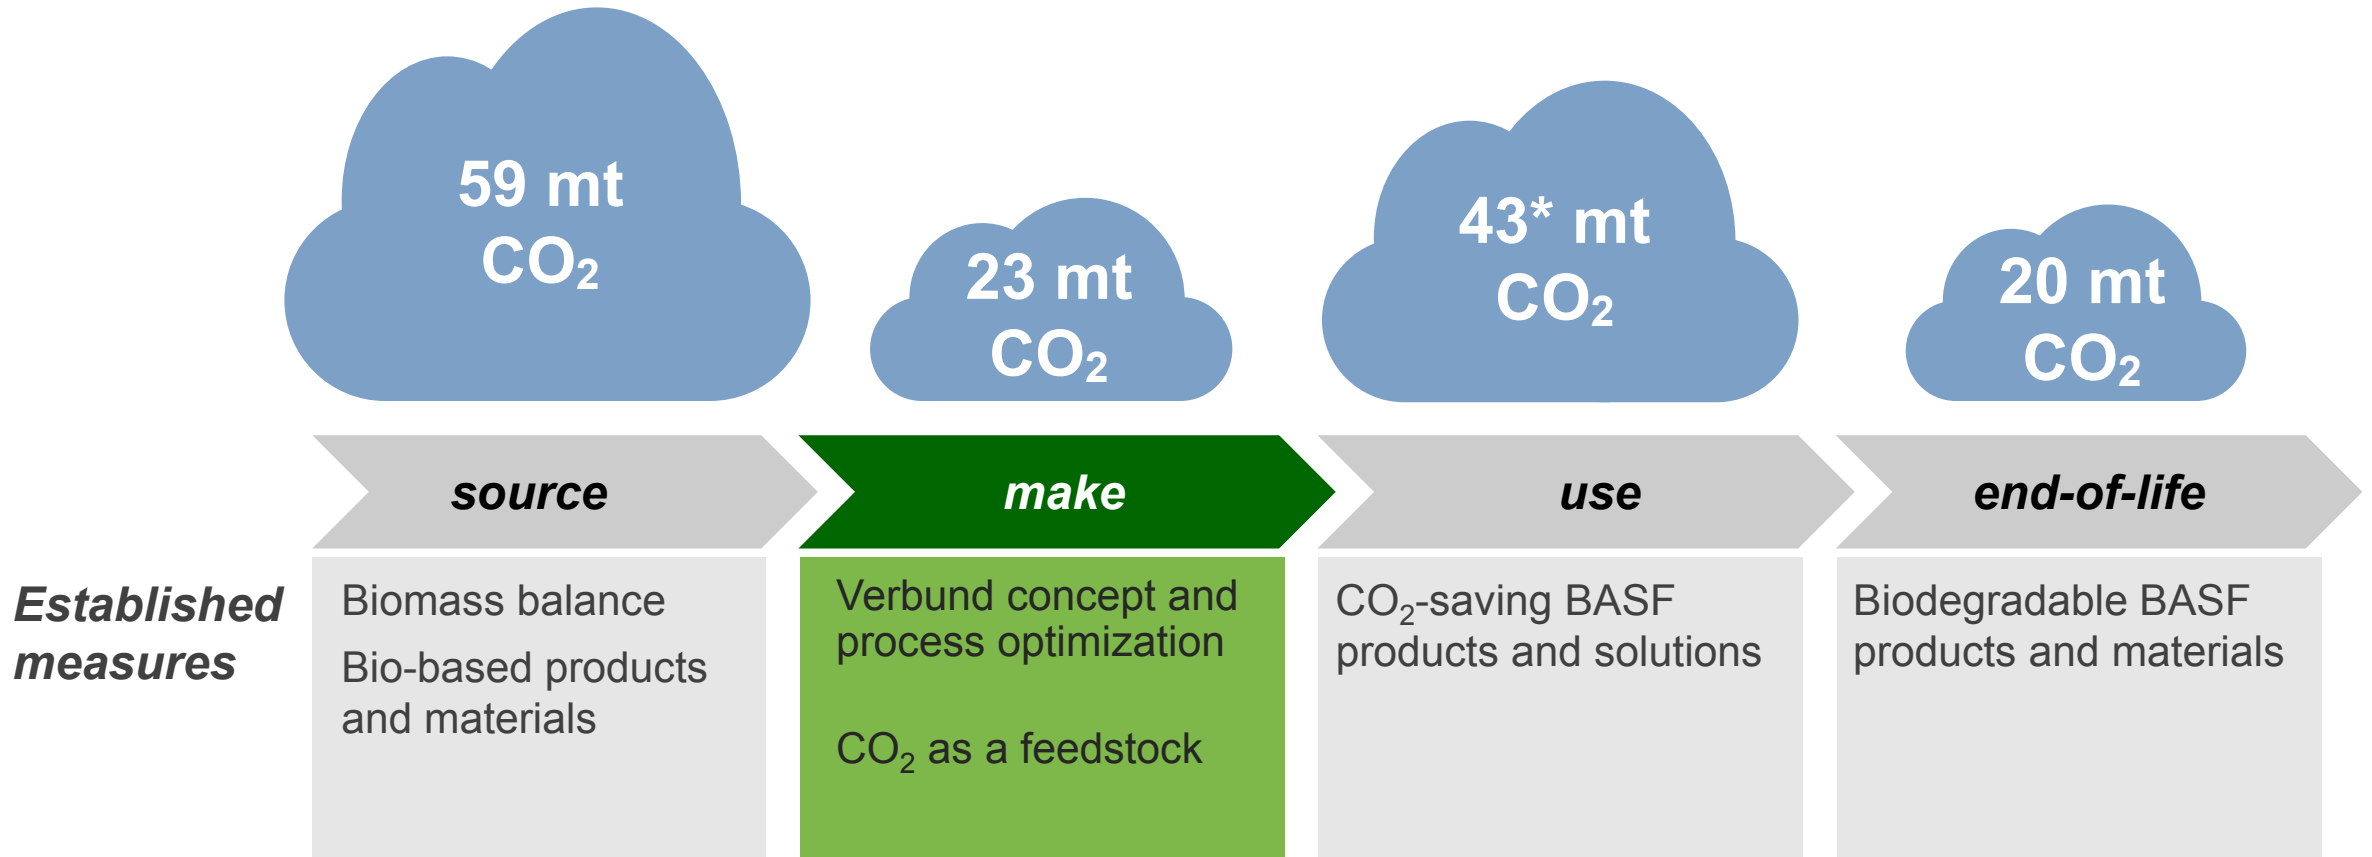 59 mt
CO₂
23 mt
CO₂
43* mt
CO₂
20 mt
CO₂
source
make
use
end-of-life
Established
measures
Biomass balance
Bio-based products
and materials
Verbund concept and
process optimization
CO₂ as a feedstock
CO₂-saving BASF
products and solutions
Biodegradable BASF
products and materials